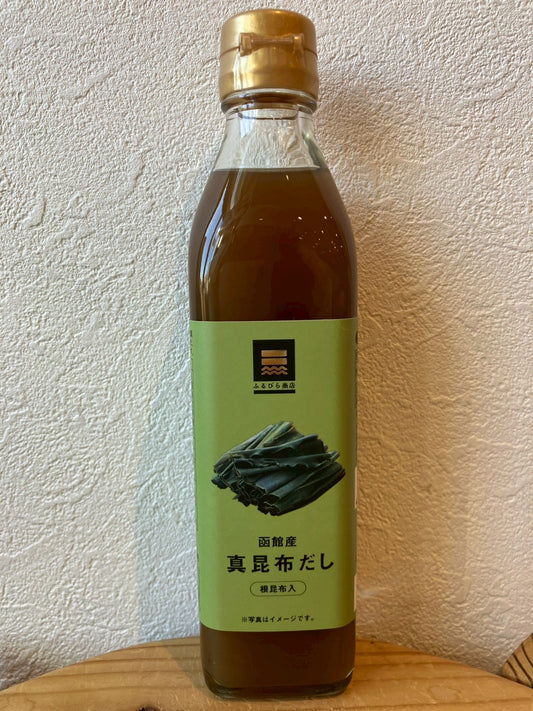 ふるびら商店
函館産
真昆布だし
根昆布入
※写真はイメージです。